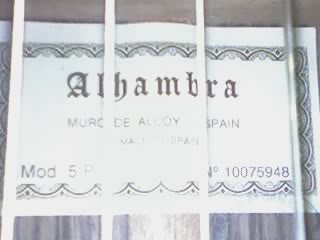 Alhambra
MURO DE ALCOY SPAIN
MADE IN SPAIN
Mod. 5 P Nº 10075948